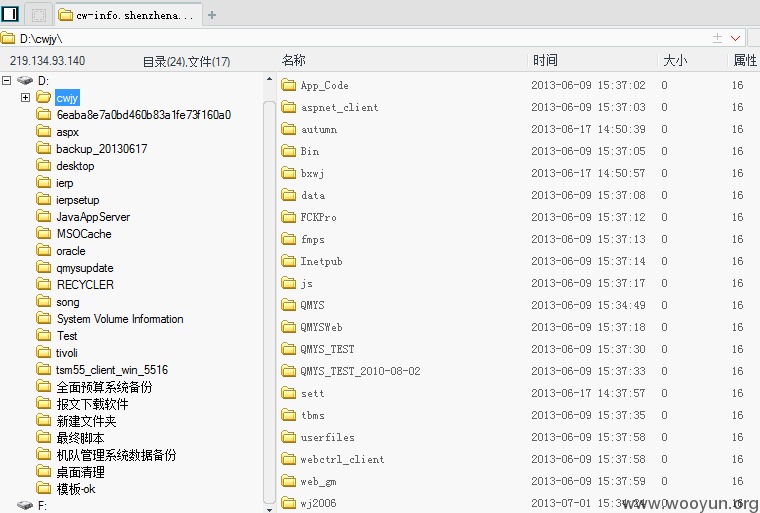 cw-info.shenzhena...
D:\cwjy\
219.134.93.140 目录(24),文件(17) 名称 时间 大小 属性
D:
cwjy
6eaba8e7a0bd460b83a1fe73f160a0
aspx
backup_20130617
desktop
ierp
ierpsetup
JavaAppServer
MSOCache
oracle
qmysupdate
RECYCLER
song
System Volume Information
Test
tivoli
tsm55_client_win_5516
全面预算系统备份
报文下载软件
新建文件夹
最终脚本
机队管理系统数据备份
桌面清理
模板-ok
F:
App_Code 2013-06-09 15:37:02 0 16
aspnet_client 2013-06-09 15:37:03 0 16
autumn 2013-06-17 14:50:39 0 16
Bin 2013-06-09 15:37:05 0 16
bxwj 2013-06-17 14:50:57 0 16
data 2013-06-09 15:37:08 0 16
FCKPro 2013-06-09 15:37:12 0 16
fmps 2013-06-09 15:37:13 0 16
Inetpub 2013-06-09 15:37:14 0 16
js 2013-06-09 15:37:17 0 16
QMYS 2013-06-09 15:34:49 0 16
QMYSWeb 2013-06-09 15:37:18 0 16
QMYS_TEST 2013-06-09 15:37:30 0 16
QMYS_TEST_2010-08-02 2013-06-09 15:37:33 0 16
sett 2013-06-17 14:37:57 0 16
tbms 2013-06-09 15:37:35 0 16
userfiles 2013-06-09 15:37:58 0 16
webctrl_client 2013-06-09 15:37:58 0 16
web_gm 2013-06-09 15:37:59 0 16
wj2006 2013-07-01 0 16
www.wooyun.org